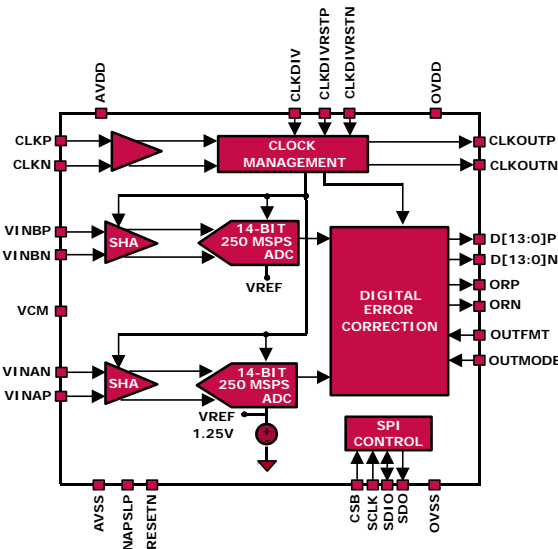 AVDD
CLKDIV
CLKDIVRSTP
CLKDIVRSTN
OVDD
CLKP
CLKN
CLOCK
MANAGEMENT
CLKOUTP
CLKOUTN
VINBP
VINBN
SHA
14-BIT
250 MSPS
ADC
VREF
D[13:0]P
D[13:0]N
ORP
ORN
OUTFMT
OUTMODE
DIGITAL
ERROR
CORRECTION
VCM
VINAN
VINAP
SHA
14-BIT
250 MSPS
ADC
VREF
1.25V
+
SPI
CONTROL
AVSS
NAPSLP
RESETN
CSB
SCLK
SDIO
SDO
OVSS